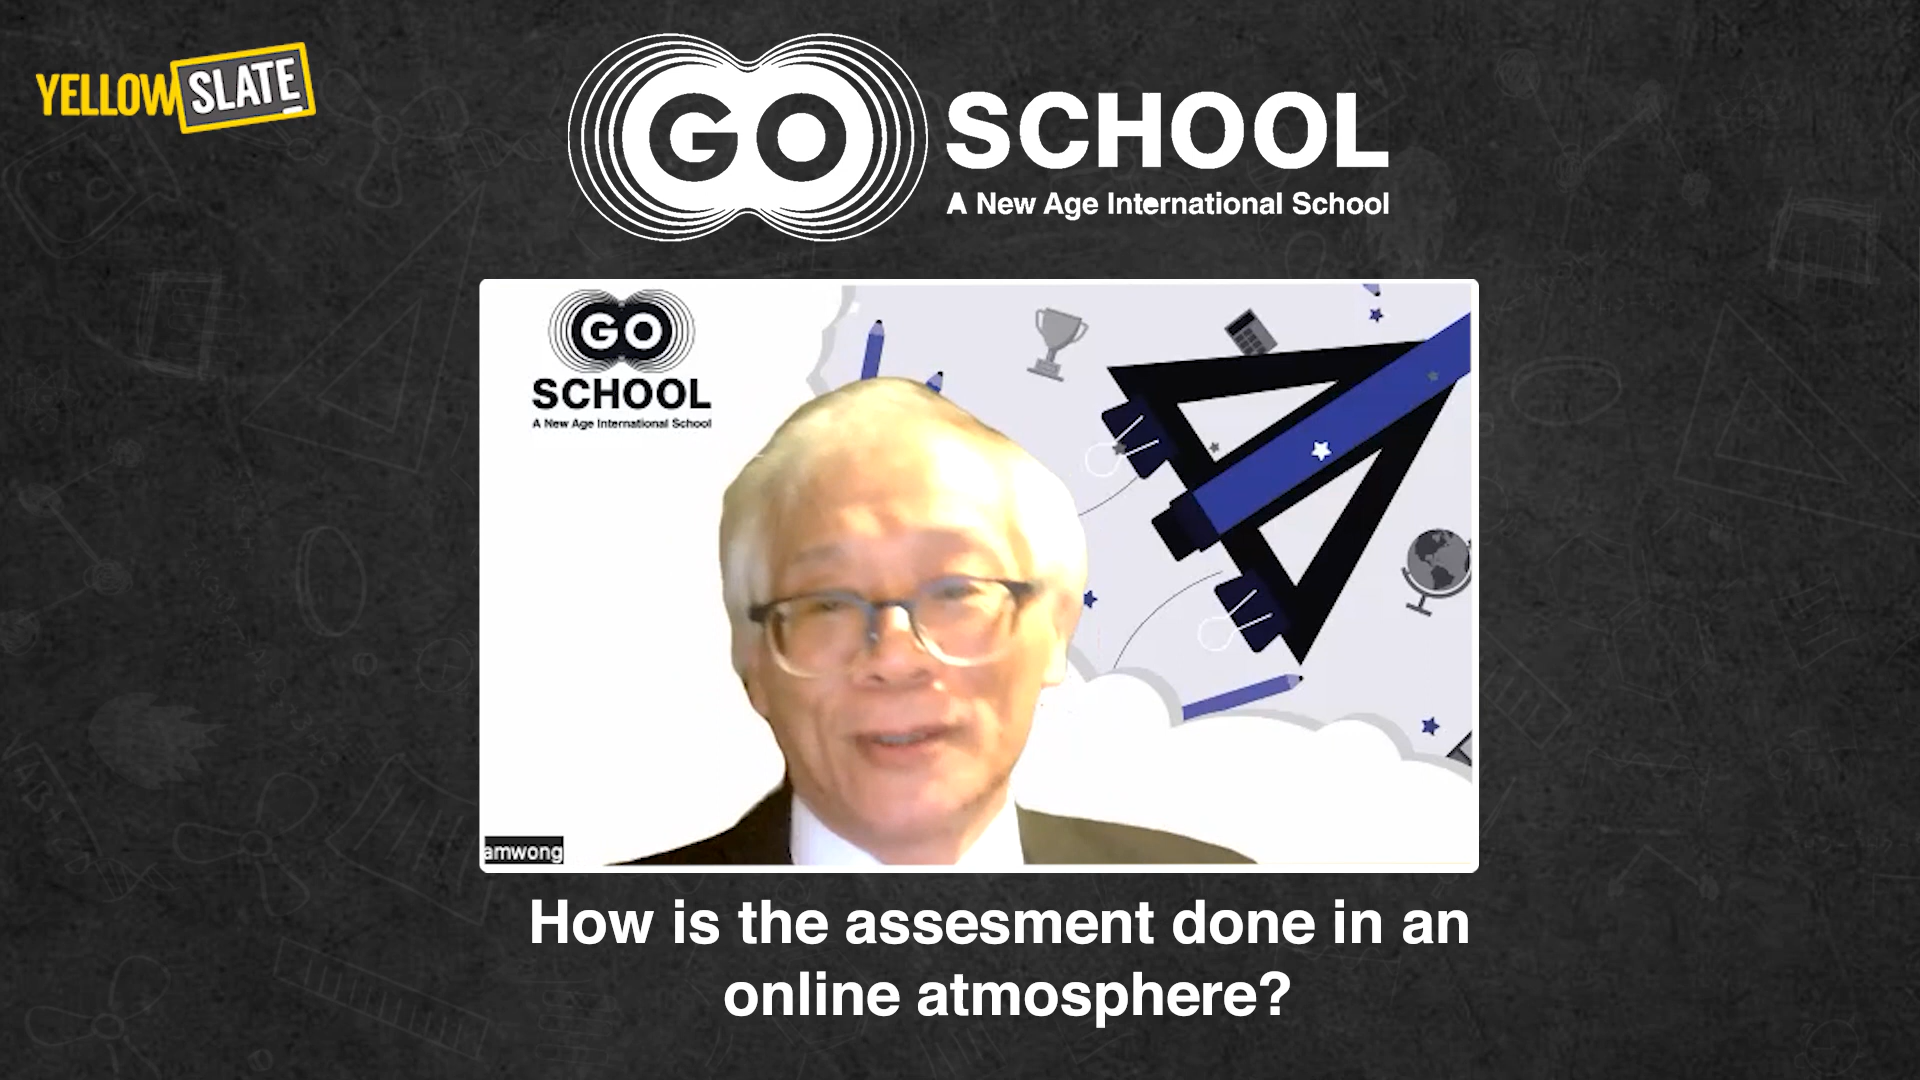 YELLOW SLATE
GO SCHOOL
A New Age International School
GO
SCHOOL
A New Age International School
amwong
How is the assesment done in an
online atmosphere?